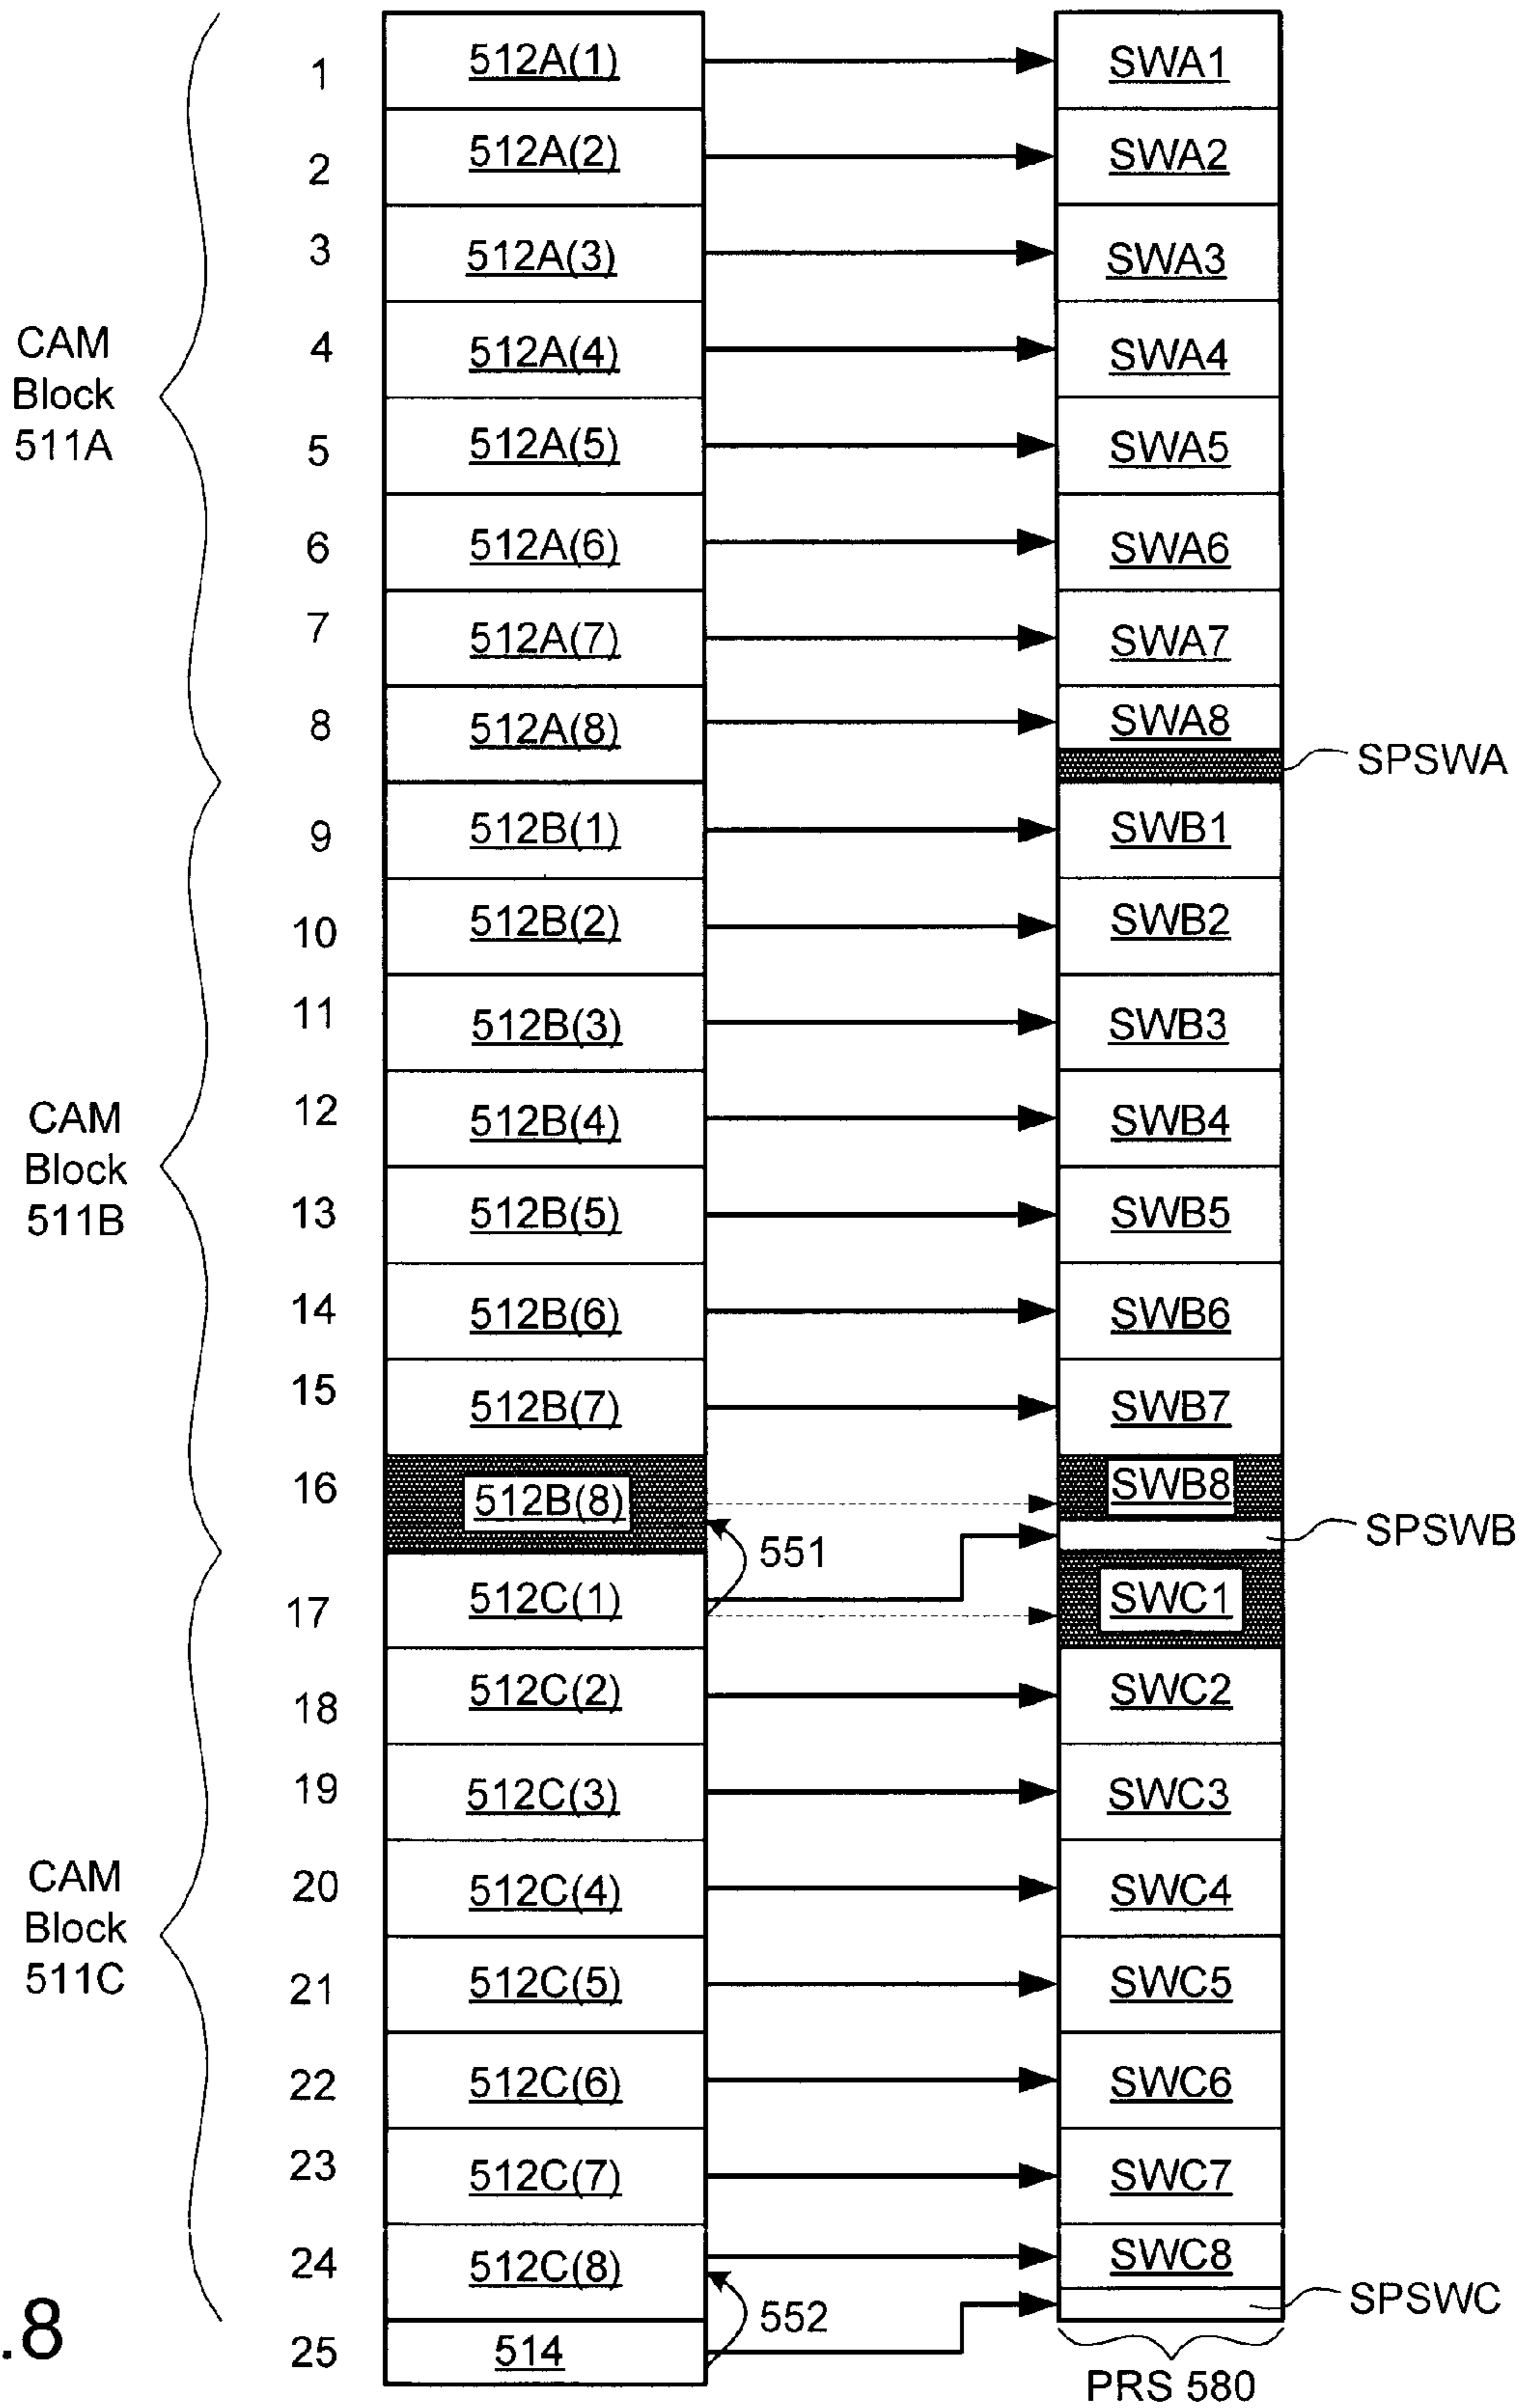 1 512A(1) SWA1
2 512A(2) SWA2
3 512A(3) SWA3
CAM
Block
511A
4 512A(4) SWA4
5 512A(5) SWA5
6 512A(6) SWA6
7 512A(7) SWA7
8 512A(8) SWA8
SPSWA
9 512B(1) SWB1
10 512B(2) SWB2
11 512B(3) SWB3
CAM
Block
511B
12 512B(4) SWB4
13 512B(5) SWB5
14 512B(6) SWB6
15 512B(7) SWB7
16 512B(8) SWB8
551 SPSWB
17 512C(1) SWC1
18 512C(2) SWC2
19 512C(3) SWC3
CAM
Block
511C
20 512C(4) SWC4
21 512C(5) SWC5
22 512C(6) SWC6
23 512C(7) SWC7
24 512C(8) SWC8
552 SPSWC
.8
25 514
PRS 580